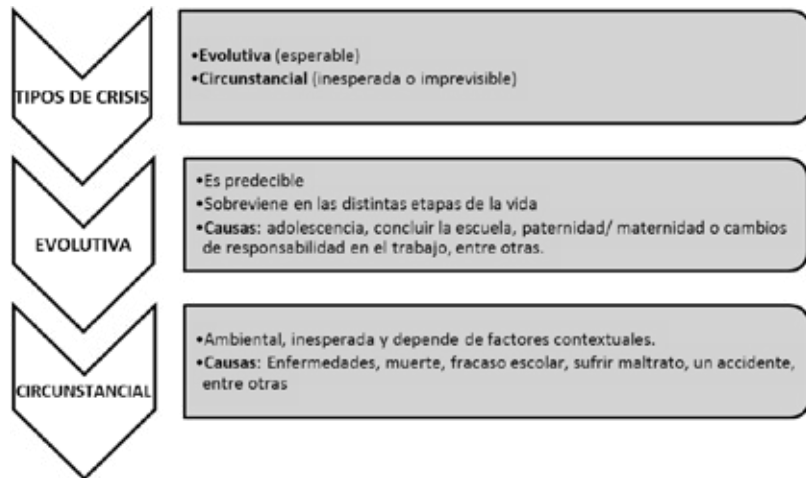 TIPOS DE CRISIS
•Evolutiva (esperable)
•Circunstancial (inesperada o imprevisible)
EVOLUTIVA
•Es predecible
•Sobreviene en las distintas etapas de la vida
•Causas: adolescencia, concluir la escuela, paternidad/ maternidad o cambios
de responsabilidad en el trabajo, entre otras.
CIRCUNSTANCIAL
•Ambiental, inesperada y depende de factores contextuales.
•Causas: Enfermedades, muerte, fracaso escolar, sufrir maltrato, un accidente,
entre otras